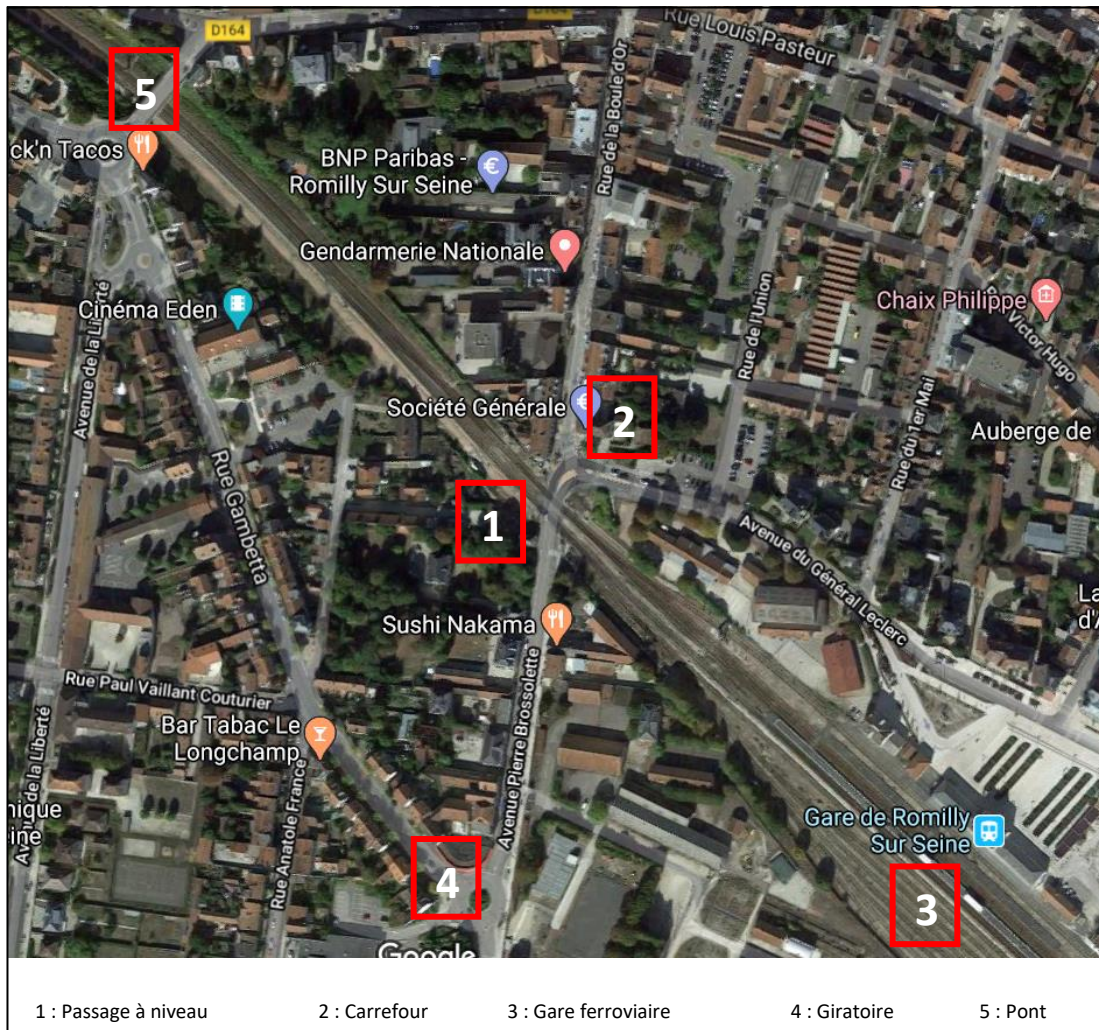 D164
Rue Louis Pasteur
5
ck'n Tacos
BNP Paribas -
Romilly Sur Seine
Rue de la Boule d'or
Gendarmerie Nationale
Cinéma Eden
Avenue de la Liberté
Rue de l'Union
Chaix Philippe
Victor Hugo
Société Générale
2
Rue du 1er Mai
Auberge de
Rue Gambetta
1
Avenue du Général Leclerc
La
d'A
Sushi Nakama
Rue Paul Vaillant Couturier
Bar Tabac Le
Longchamp
Avenue Pierre Brossolette
Avenue de la Liberté
nique
eine
Rue Anatole France
Gare de Romilly
Sur Seine
4
3
Google
1 : Passage à niveau 2 : Carrefour 3 : Gare ferroviaire 4 : Giratoire 5 : Pont